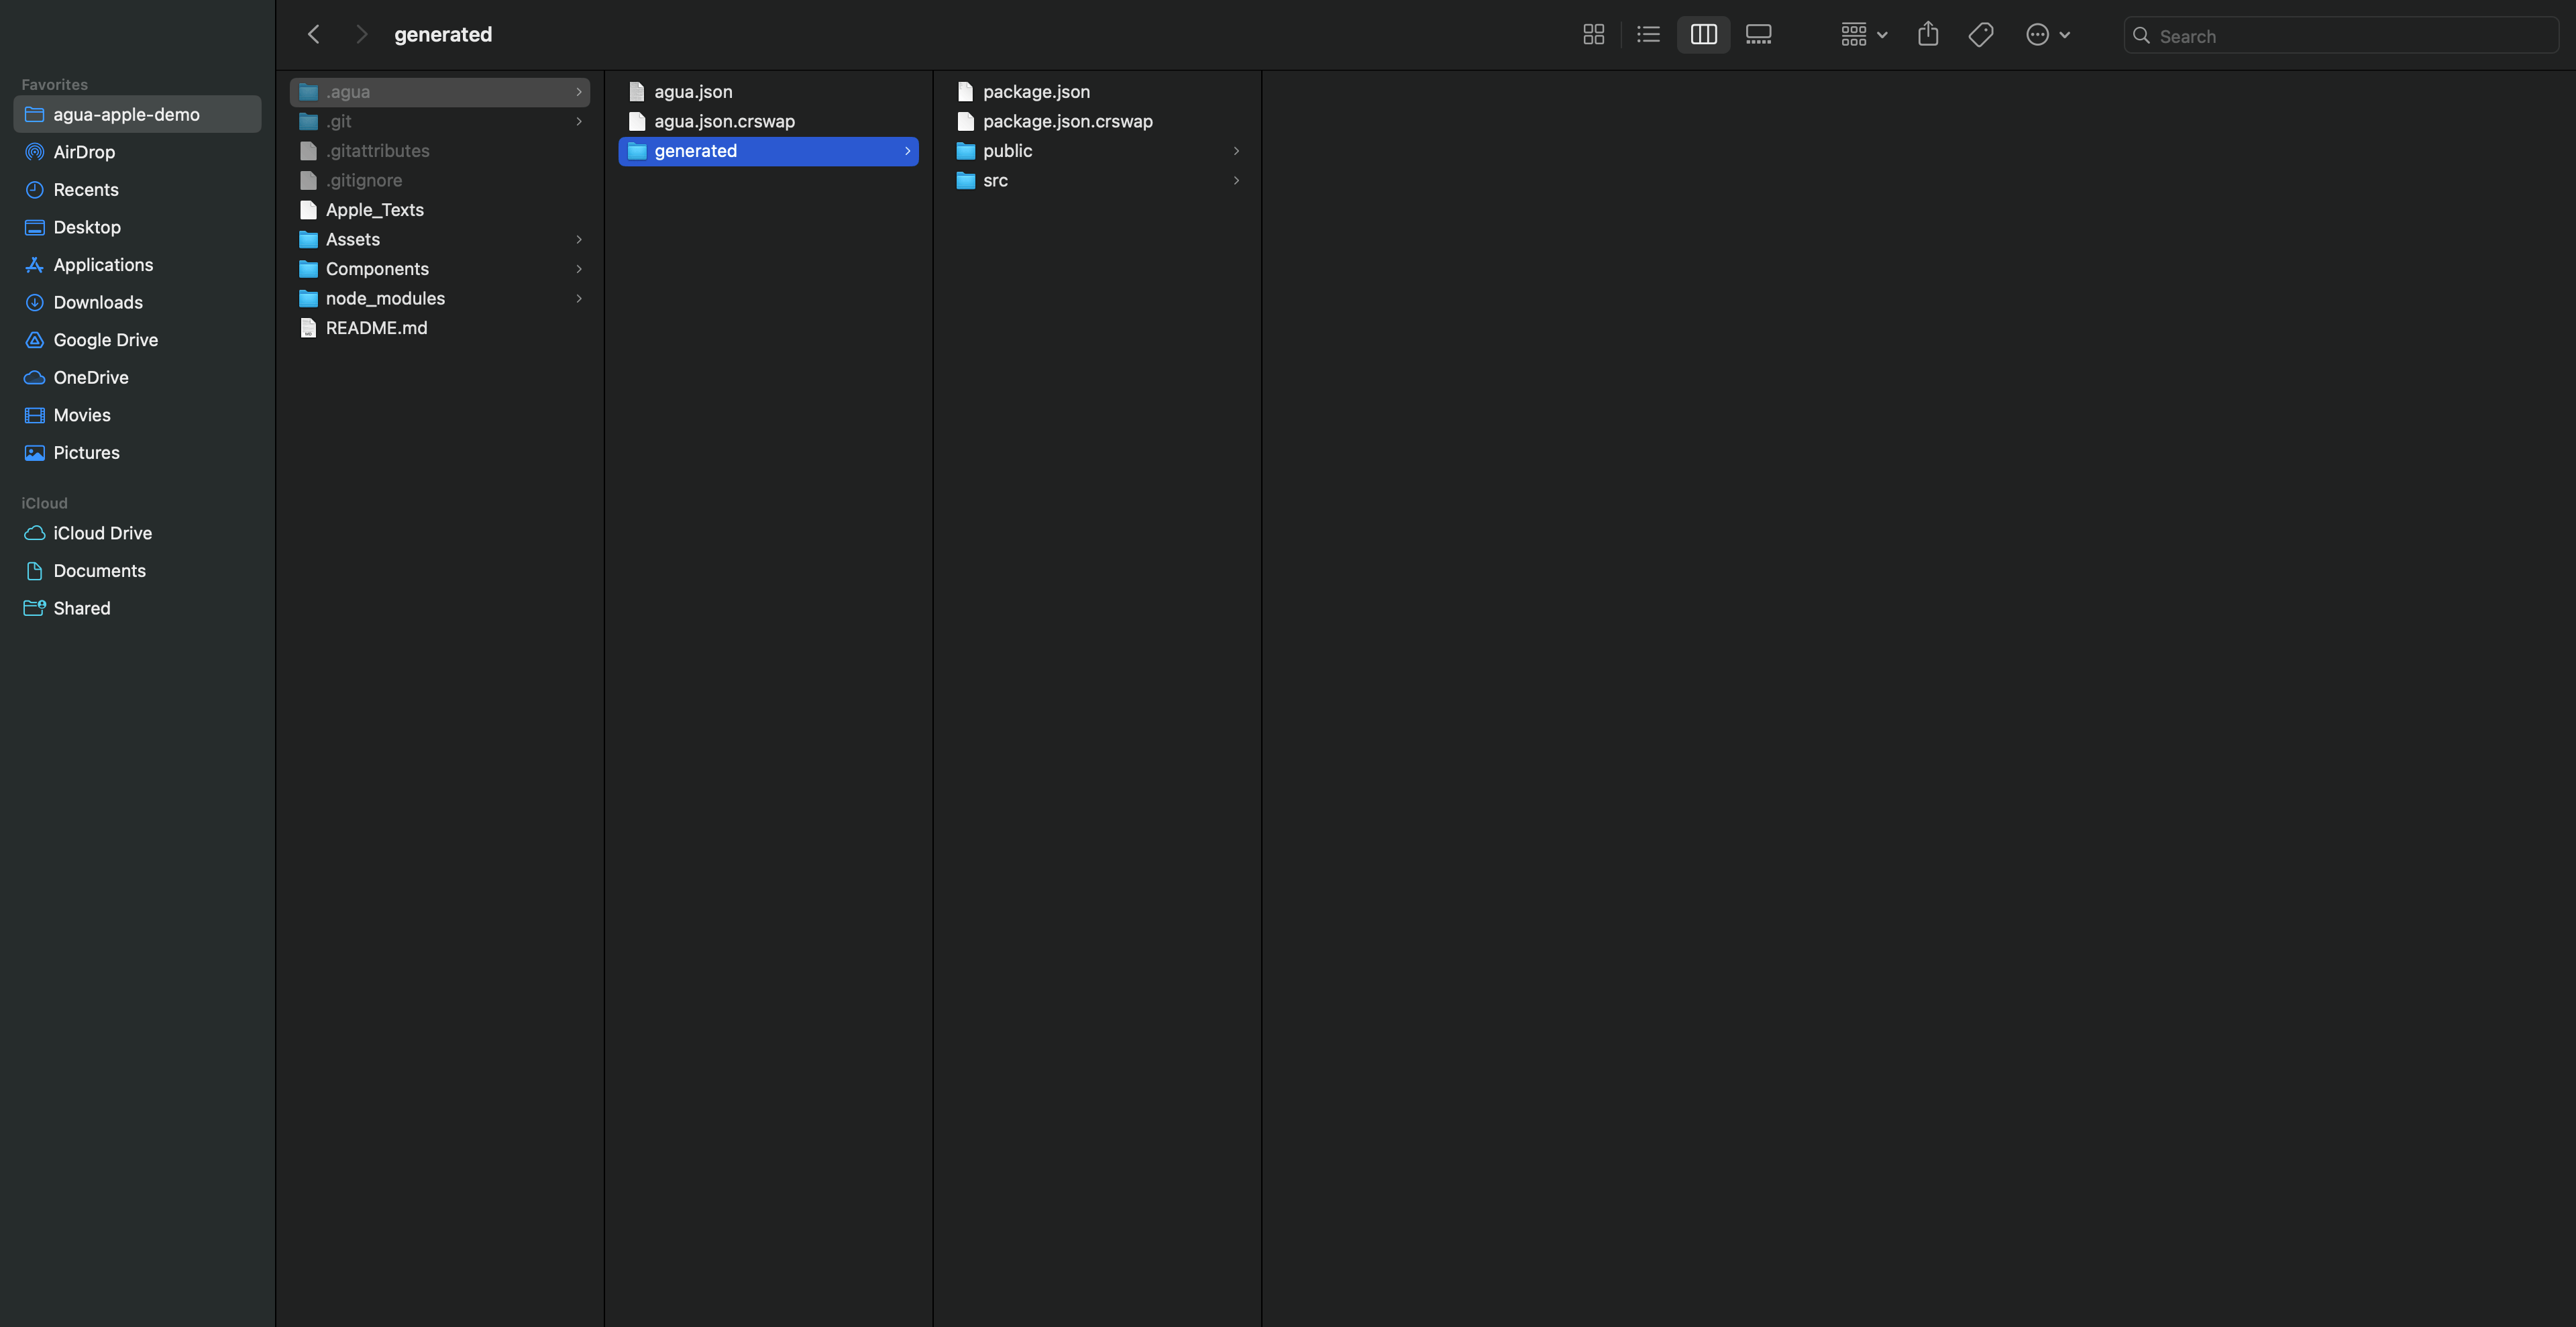 generated
Search
Favorites
agua-apple-demo
AirDrop
Recents
Desktop
Applications
Downloads
Google Drive
OneDrive
Movies
Pictures
iCloud
iCloud Drive
Documents
Shared
.agua
.git
.gitattributes
.gitignore
Apple_Texts
Assets
Components
node_modules
README.md
agua.json
agua.json.crswap
generated
package.json
package.json.crswap
public
src